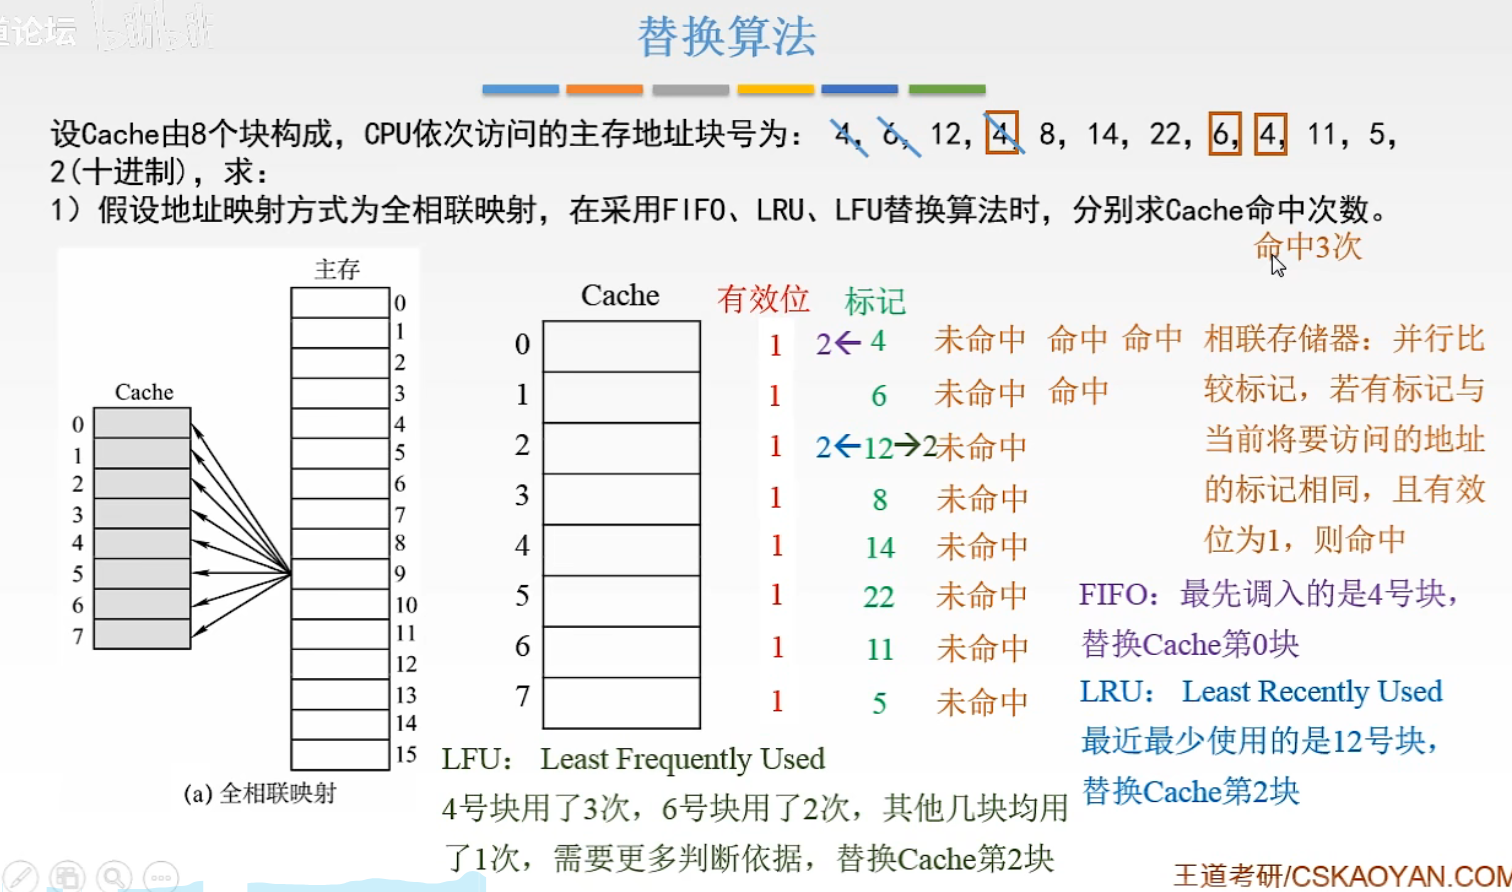 道论坛 bilibili
替换算法
设Cache由8个块构成，CPU依次访问的主存地址块号为： 4，6，12，4，8，14，22，6，4，11，5，
2(十进制)，求：
1）假设地址映射方式为全相联映射，在采用FIFO、LRU、LFU替换算法时，分别求Cache命中次数。
命中3次
主存
0
1
2
3
4
5
6
7
8
9
10
11
12
13
14
15
Cache
0
1
2
3
4
5
6
7
(a) 全相联映射
Cache 有效位 标记
0 1 2← 4 未命中 命中 命中
1 1 6 未命中 命中
2 1 2←12→2未命中
3 1 8 未命中
4 1 14 未命中
5 1 22 未命中
6 1 11 未命中
7 1 5 未命中
相联存储器：并行比
较标记，若有标记与
当前将要访问的地址
的标记相同，且有效
位为1，则命中
FIFO：最先调入的是4号块，
替换Cache第0块
LRU： Least Recently Used
最近最少使用的是12号块，
替换Cache第2块
LFU： Least Frequently Used
4号块用了3次，6号块用了2次，其他几块均用
了1次，需要更多判断依据，替换Cache第2块
王道考研/CSKAOYAN.COM